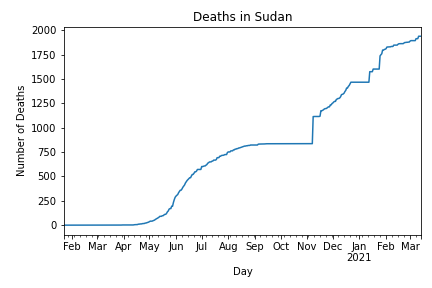 Deaths in Sudan
Number of Deaths
2000
1750
1500
1250
1000
750
500
250
0
Feb Mar Apr May Jun Jul Aug Sep Oct Nov Dec Jan Feb Mar
2021
Day